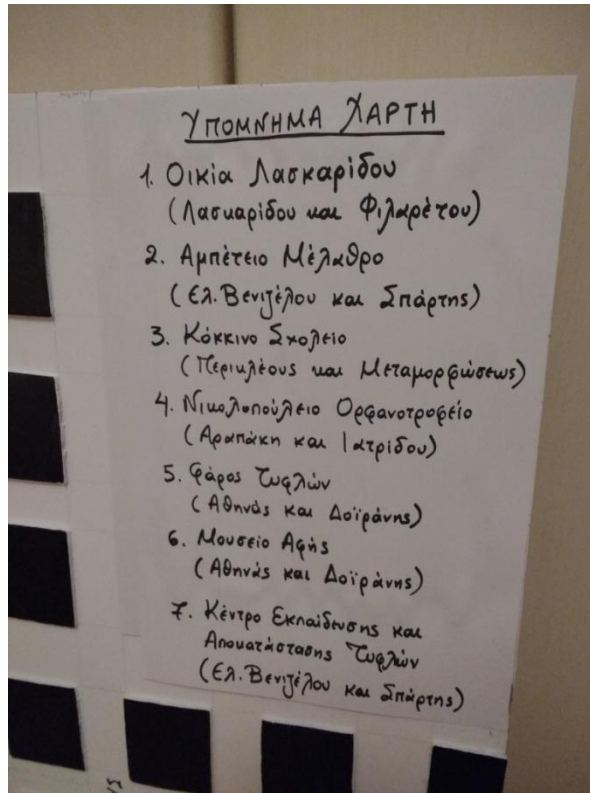 ΥΠΟΜΝΗΜΑ ΧΑΡΤΗ
1. Οικία Λασκαρίδου
(Λασκαρίδου και Φιλαρέτου)
2. Αμπέτειο Μέλαθρο
(Ελ. Βενιζέλου και Σπάρτης)
3. Κόκκινο Σχολείο
(Περικλέους και Μεταμορφώσεως)
4. Νικολοπούλειο Ορφανοτροφείο
(Αραπάκη και Ιατρίδου)
5. Φάρος Τυφλών
(Αθηνάς και Δοϊράνης)
6. Μουσείο Αφής
(Αθηνάς και Δοϊράνης)
7. Κέντρο Εκπαίδευσης και
Αποκατάστασης Τυφλών
(Ελ. Βενιζέλου και Σπάρτης)